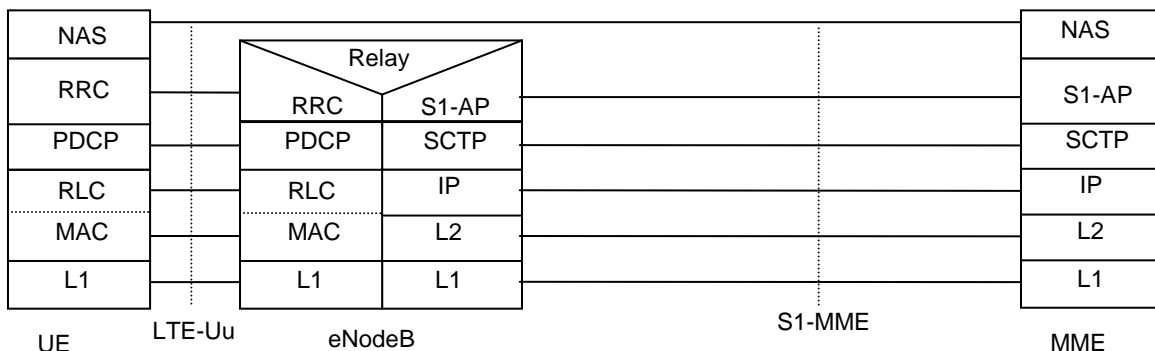 NAS
NAS
Relay
RRC
RRC
S1-AP
S1-AP
PDCP
PDCP
SCTP
SCTP
RLC
RLC
IP
IP
MAC
MAC
L2
L2
L1
L1
L1
L1
UE
LTE-Uu
eNodeB
S1-MME
MME